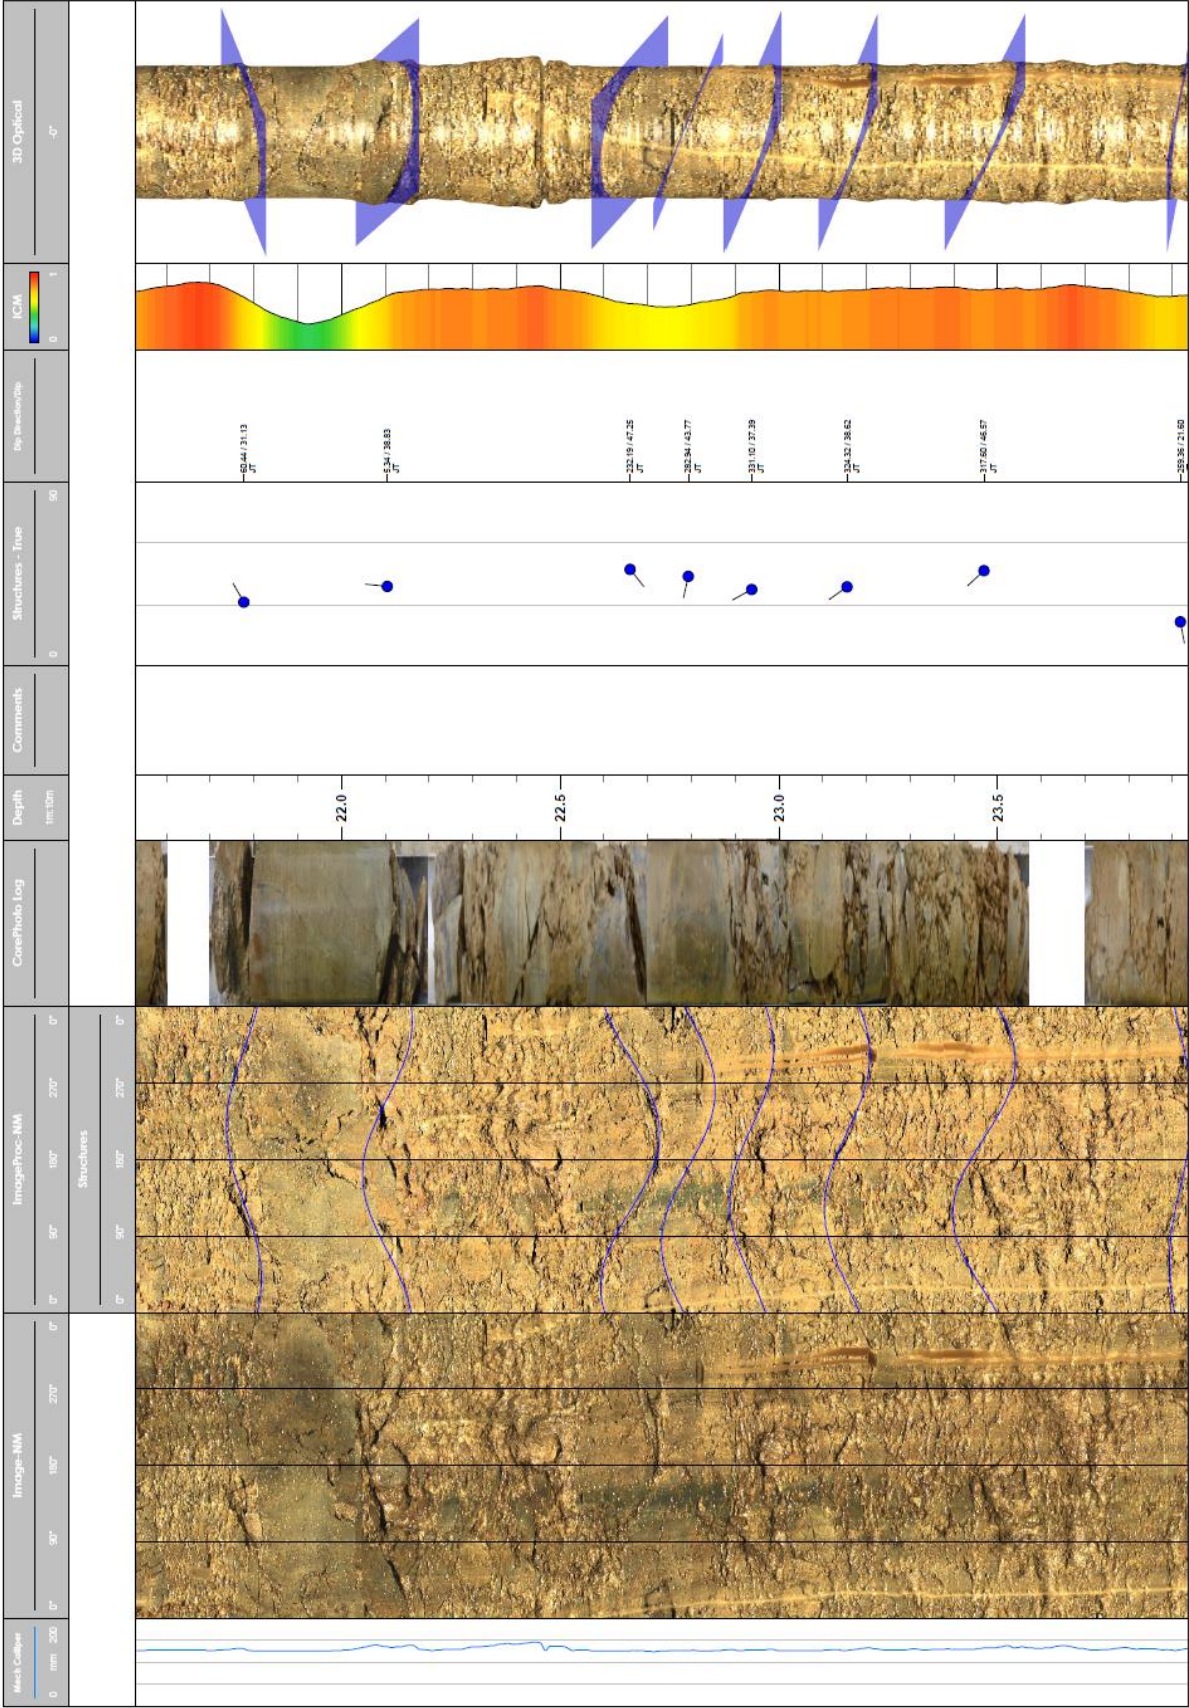 3D Optical
-0°
ICM
0
1
Dip Direction/Dip
60.44 / 31.13
JT
5.34 / 38.83
JT
232.19 / 47.25
JT
282.94 / 43.77
JT
331.10 / 37.39
JT
324.32 / 38.62
JT
317.60 / 46.57
JT
259.36 / 21.60
Structures - True
0
90
Comments
Depth
1m:10m
22.0
22.5
23.0
23.5
CorePhoto Log
ImageProc-NM
0°
90°
180°
270°
0°
Structures
0°
90°
180°
270°
0°
Image-NM
0°
90°
180°
270°
0°
Mech Caliper
0
mm
200